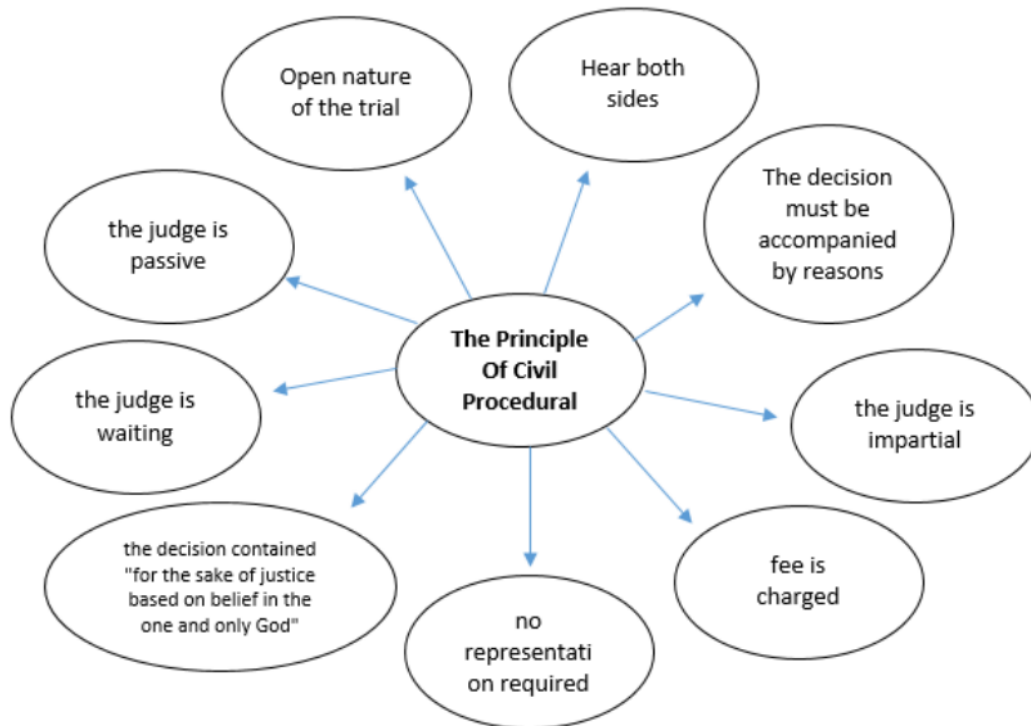 Open nature
of the trial
Hear both
sides
The decision
must be
accompanied
by reasons
the judge is
passive
The Principle
Of Civil
Procedural
the judge is
waiting
the judge is
impartial
the decision contained
"for the sake of justice
based on belief in the
one and only God"
fee is
charged
no
representati
on required